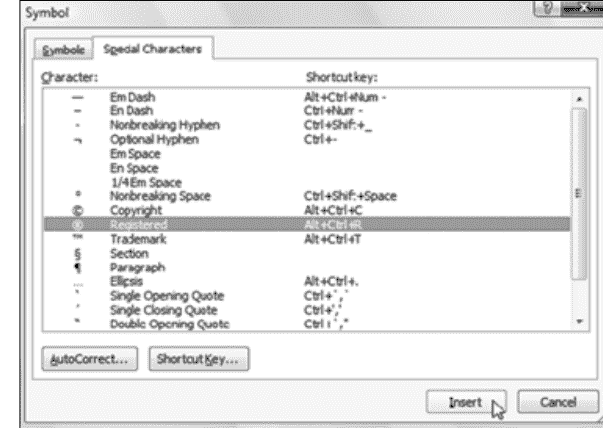 Symbol
Symbols Special Characters
Character: Shortcut key:
— Em Dash Alt+Ctrl+Num -
– En Dash Ctrl+Num -
- Nonbreaking Hyphen Ctrl+Shift+_
¬ Optional Hyphen Ctrl+-
Em Space
En Space
1/4 Em Space
° Nonbreaking Space Ctrl+Shift+Space
© Copyright Alt+Ctrl+C
® Registered Alt+Ctrl+R
™ Trademark Alt+Ctrl+T
§ Section
¶ Paragraph
… Ellipsis Alt+Ctrl+.
‘ Single Opening Quote Ctrl+`,`
’ Single Closing Quote Ctrl+','
“ Double Opening Quote Ctrl+`,"
AutoCorrect... Shortcut Key...
Insert Cancel